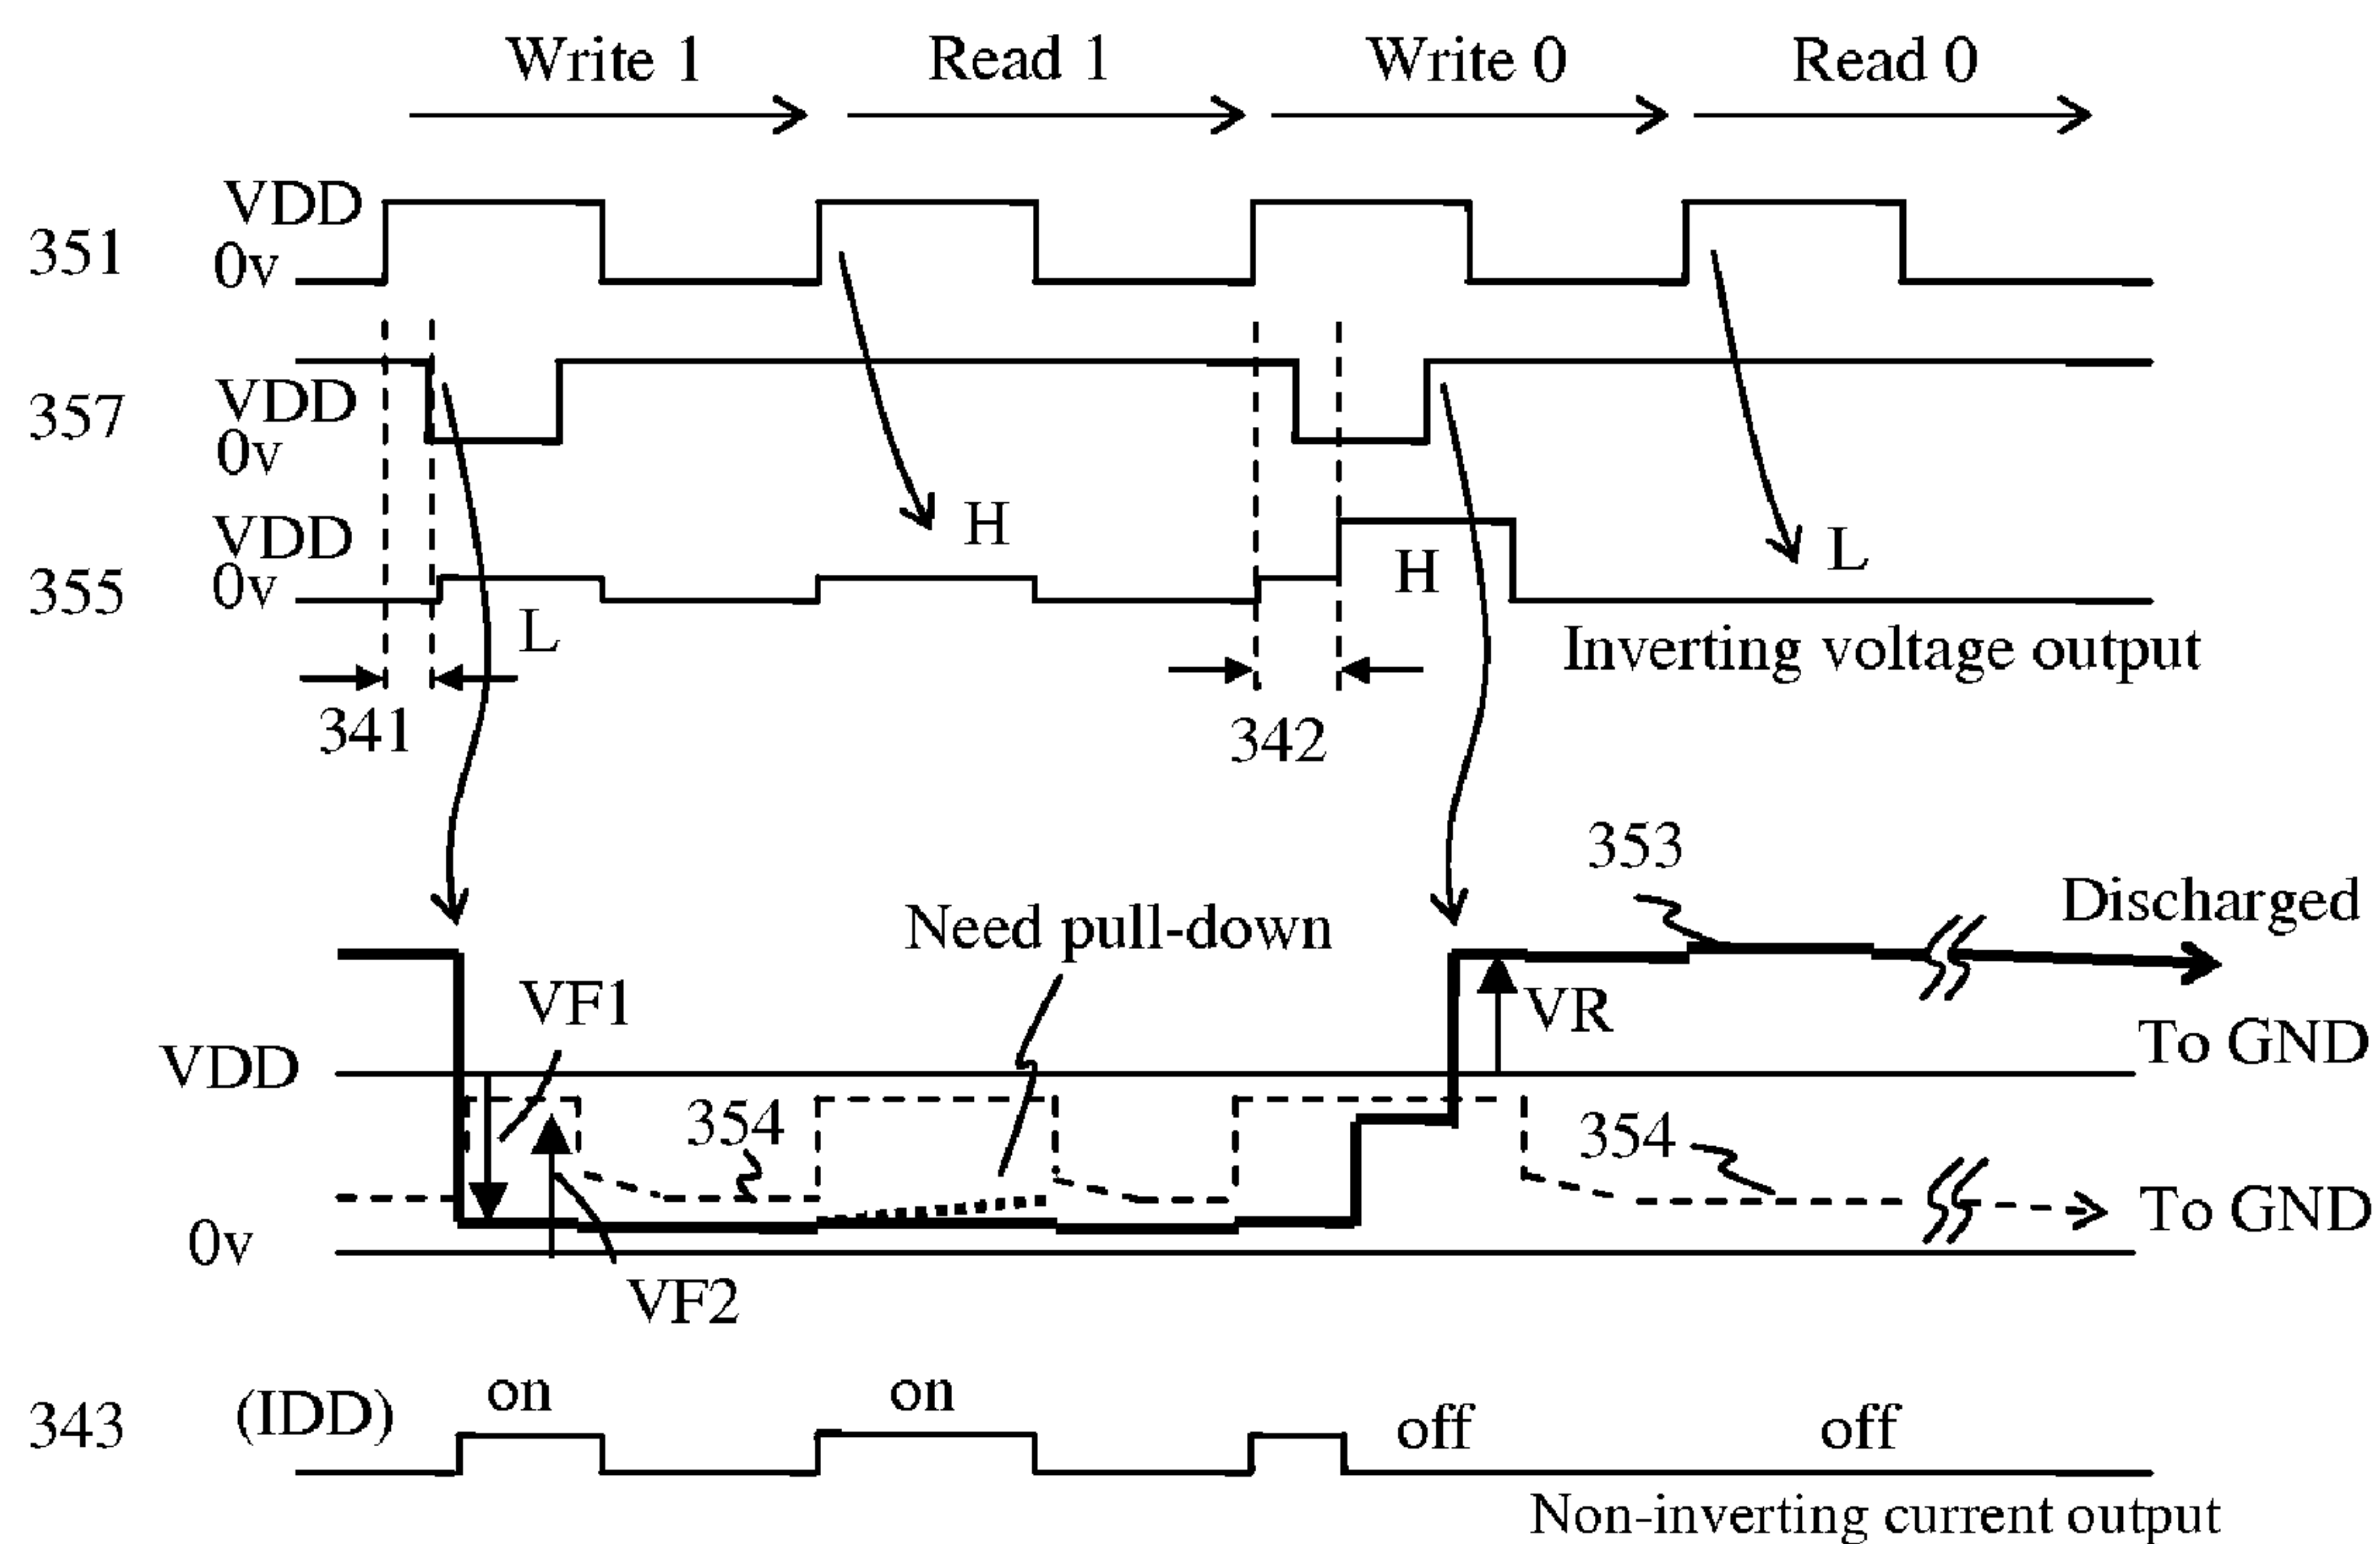 Write 1 Read 1 Write 0 Read 0
VDD
351
0v
VDD
357
0v
H
VDD
H
L
355
0v
L
Inverting voltage output
341
342
353
Discharged
Need pull-down
VF1
VR
To GND
VDD
354
354
To GND
0v
VF2
on
on
343 (IDD)
off
off
Non-inverting current output